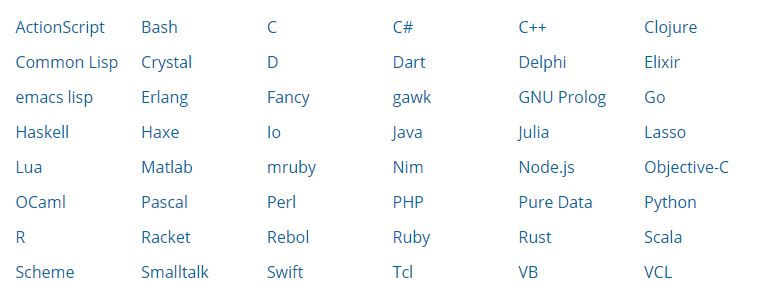 ActionScript Bash C C# C++ Clojure
Common Lisp Crystal D Dart Delphi Elixir
emacs lisp Erlang Fancy gawk GNU Prolog Go
Haskell Haxe Io Java Julia Lasso
Lua Matlab mruby Nim Node.js Objective-C
OCaml Pascal Perl PHP Pure Data Python
R Racket Rebol Ruby Rust Scala
Scheme Smalltalk Swift Tcl VB VCL